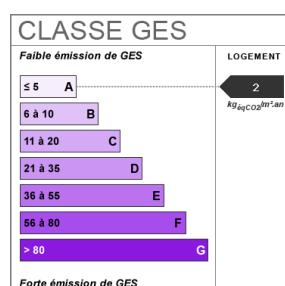 CLASSE GES
Faible émission de GES
LOGEMENT
≤ 5 A
2
6 à 10 B
kgéqCO2/m².an
11 à 20 C
21 à 35 D
36 à 55 E
56 à 80 F
> 80 G
Forte émission de GES